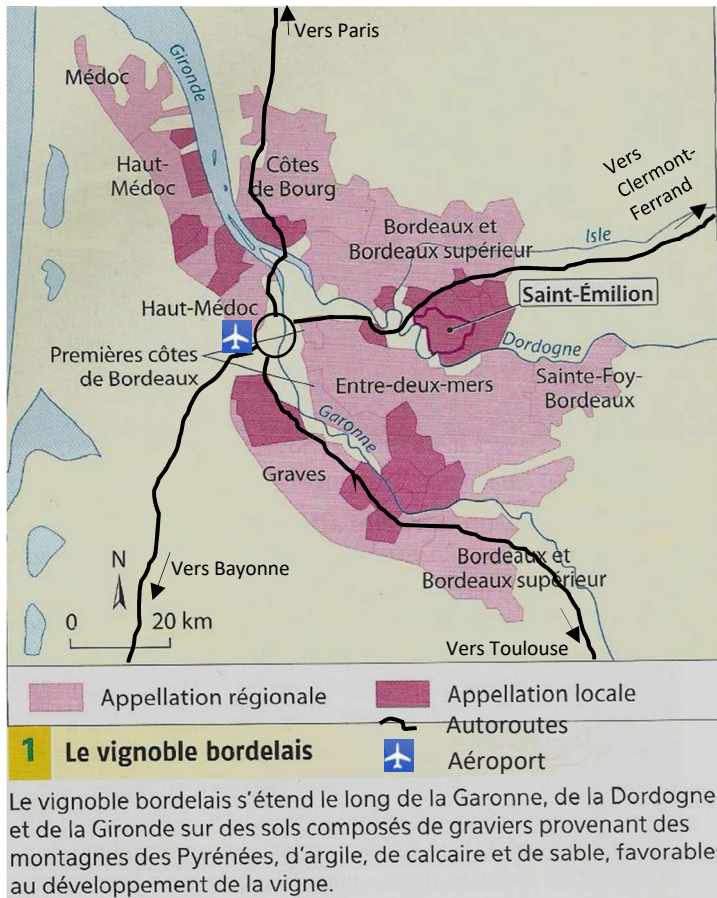 Vers Paris
Médoc
Gironde
Haut-
Médoc
Côtes
de Bourg
Vers
Clermont-
Ferrand
Bordeaux et
Bordeaux supérieur
Isle
Haut-Médoc
Saint-Émilion
Premières côtes
de Bordeaux
Dordogne
Entre-deux-mers
Sainte-Foy-
Bordeaux
Garonne
Graves
N
Vers Bayonne
Bordeaux et
Bordeaux supérieur
0 20 km
Vers Toulouse
Appellation régionale
Appellation locale
Autoroutes
1 Le vignoble bordelais
Aéroport
Le vignoble bordelais s'étend le long de la Garonne, de la Dordogne
et de la Gironde sur des sols composés de graviers provenant des
montagnes des Pyrénées, d'argile, de calcaire et de sable, favorable
au développement de la vigne.